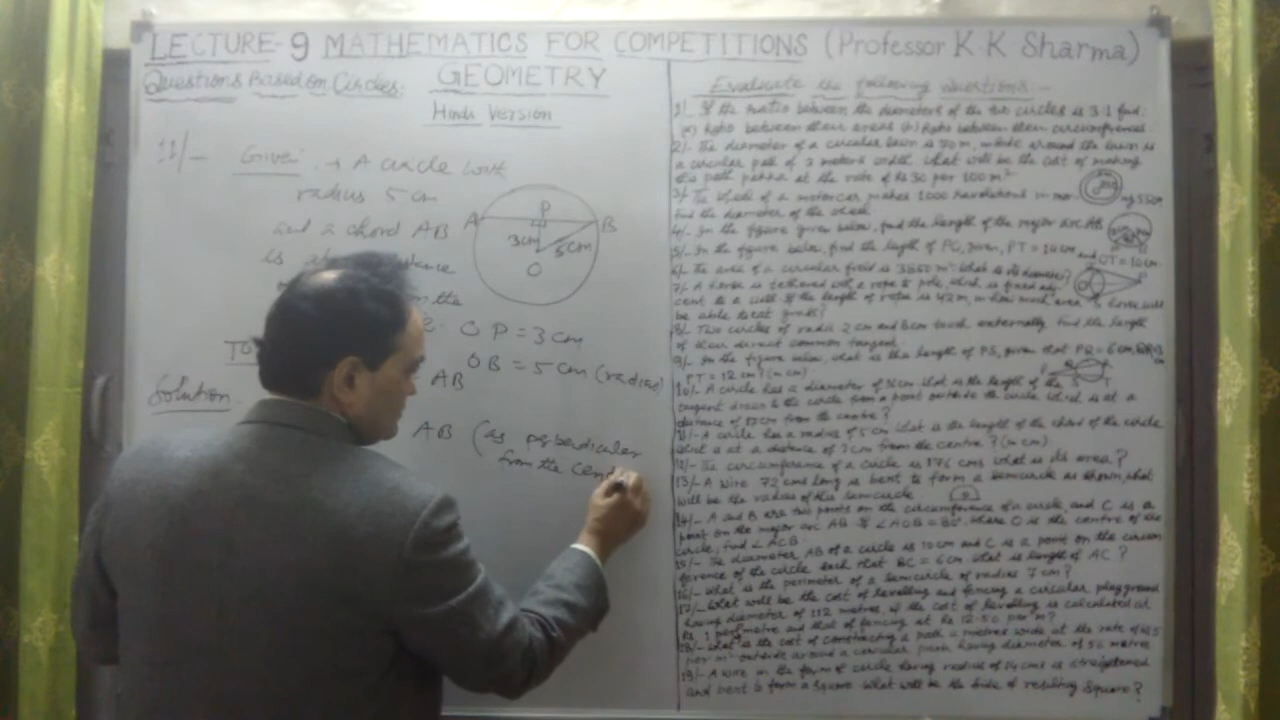 LECTURE-9 MATHEMATICS FOR COMPETITIONS (Professor K K Sharma)
Questions Based on Circles:
GEOMETRY
Hindi Version
11/- Given → A circle with
radius 5 cm
and a chord AB
is
the
A
P
B
3cm
5cm
O
OP = 3 cm
OB = 5 cm (radius)
AB
Solution
AB (as perpendicular
from the Cent
Evaluate the following Questions:-
1/- If the ratio between the diameters of the two circles is 3:1 find.
(a) Ratio between their areas (b) Ratio between their circumferences
2/- The diameter of a circular lawn is 70 m, around the lawn is
a circular path of 2 meters width. What will be the cost of making
this path pakka at the rate of Rs 30 per 100 m²
3/- The wheel of a motorcar makes 1000 revolutions in
find the diameter of the wheel
4/- In the figure given below, find the length of the major arc AB
5/- In the figure below, find the length of PQ, given, PT = and OT = 10 cm.
6/- The area of a circular field is 3850 m² what is its diameter?
7/- A horse is tethered with a rope to pole, which is fixed
cent to a wall if the length of rope is 42 m, in how much area horse will
be able to eat grass?
8/- Two circles of radii 2 cm and 8 cm touch externally find the length
of their direct common tangent.
9/- In the figure below, what is the length of PS, given that PQ = 6 cm,
PT = 12 cm? (in cm)
10/- A circle has a diameter of what is the length of the
tangent drawn to the circle from a point outside the circle which is at a
distance of from the centre?
11/- A circle has a radius of 5 cm what is the length of the chord of the circle
which is at a distance of 3 cm from the centre? (in cm)
12/- The circumference of a circle is 176 cms what is its area?
13/- A wire 72 cms long is bent to form a semicircle as shown, what
will be the radius of this semicircle
14/- A and B are two points on the circumference of a circle, and C is a
point on the major arc AB if ∠AOB = 80° where O is the centre of the
circle, find ∠ACB
15/- The diameter AB of a circle is 10 cm and C is a point on the circum
ference of the circle such that BC = 6 cm what is length of AC?
16/- What is the perimeter of a semicircle of radius 7 cm?
17/- What will be the cost of levelling and fencing a circular playground
having diameter of 112 metres, if the cost of levelling is calculated at
Rs 1 per metre and that of fencing at Rs 12.50 per m?
18/- What is the cost of constructing a path metres wide at the rate of
per m² outside around a circular park having diameter of 50 metres
19/- A wire in the form of circle having radius of 14 cms is straightened
and bent to form a square what will be the side of resulting square?